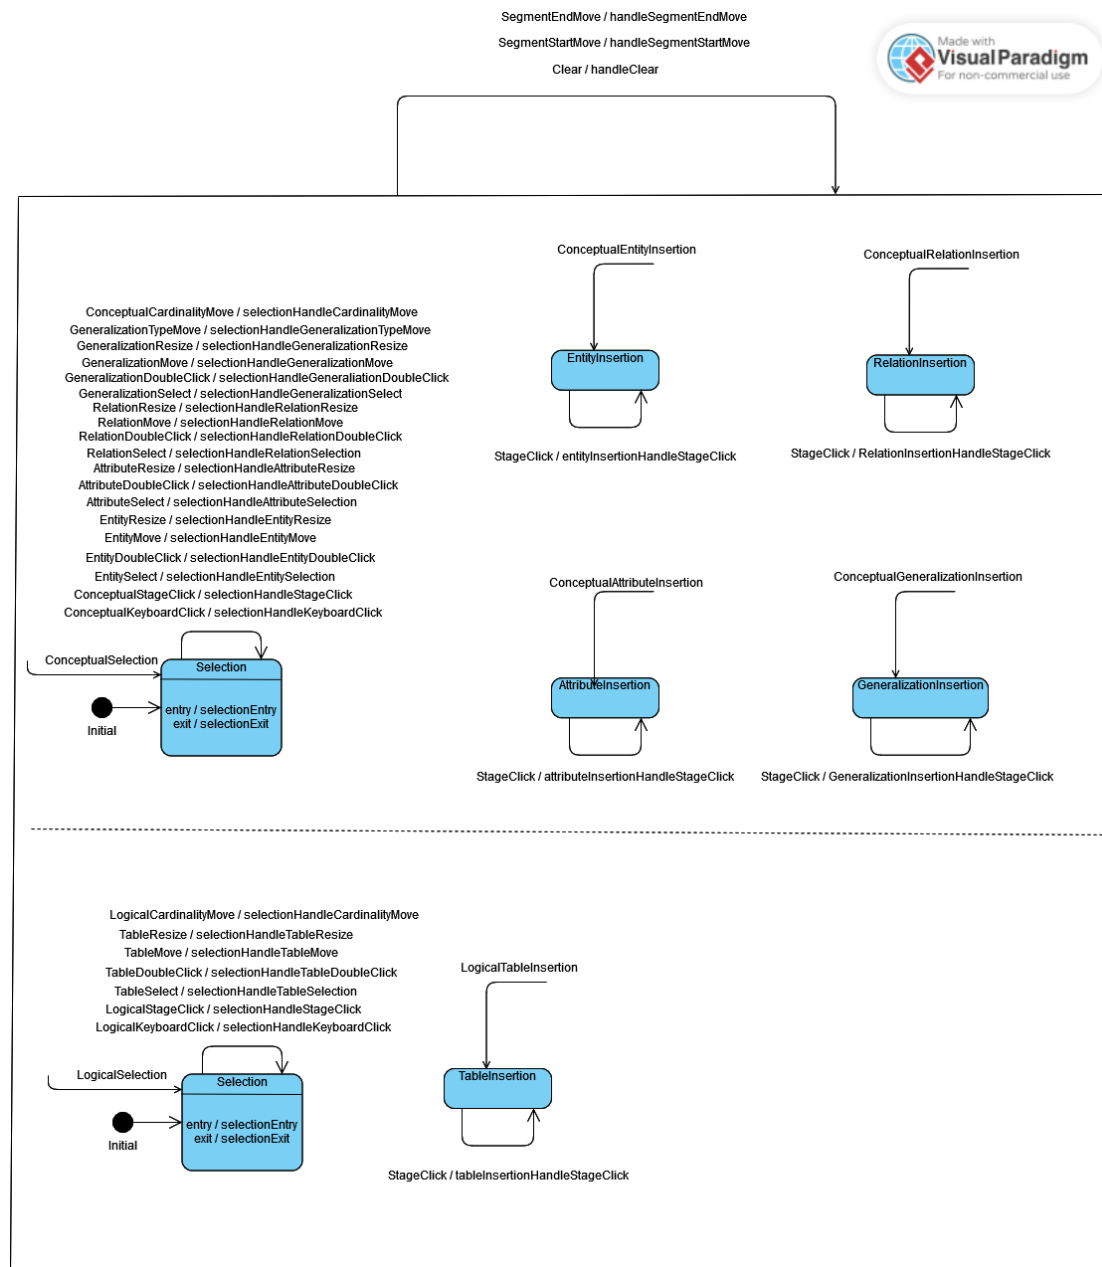 SegmentEndMove / handleSegmentEndMove
SegmentStartMove / handleSegmentStartMove
Clear / handleClear
Made with
Visual Paradigm
For non-commercial use
ConceptualEntityInsertion
ConceptualRelationInsertion
ConceptualCardinalityMove / selectionHandleCardinalityMove
GeneralizationTypeMove / selectionHandleGeneralizationTypeMove
GeneralizationResize / selectionHandleGeneralizationResize
GeneralizationMove / selectionHandleGeneralizationMove
GeneralizationDoubleClick / selectionHandleGeneraliationDoubleClick
GeneralizationSelect / selectionHandleGeneralizationSelect
RelationResize / selectionHandleRelationResize
RelationMove / selectionHandleRelationMove
RelationDoubleClick / selectionHandleRelationDoubleClick
RelationSelect / selectionHandleRelationSelection
AttributeResize / selectionHandleAttributeResize
AttributeDoubleClick / selectionHandleAttributeDoubleClick
AttributeSelect / selectionHandleAttributeSelection
EntityResize / selectionHandleEntityResize
EntityMove / selectionHandleEntityMove
EntityDoubleClick / selectionHandleEntityDoubleClick
EntitySelect / selectionHandleEntitySelection
ConceptualStageClick / selectionHandleStageClick
ConceptualKeyboardClick / selectionHandleKeyboardClick
EntityInsertion
RelationInsertion
StageClick / entityInsertionHandleStageClick
StageClick / RelationInsertionHandleStageClick
ConceptualAttributeInsertion
ConceptualGeneralizationInsertion
ConceptualSelection
Selection
entry / selectionEntry
exit / selectionExit
Initial
AttributeInsertion
GeneralizationInsertion
StageClick / attributeInsertionHandleStageClick
StageClick / GeneralizationInsertionHandleStageClick
LogicalCardinalityMove / selectionHandleCardinalityMove
TableResize / selectionHandleTableResize
TableMove / selectionHandleTableMove
TableDoubleClick / selectionHandleTableDoubleClick
TableSelect / selectionHandleTableSelection
LogicalStageClick / selectionHandleStageClick
LogicalKeyboardClick / selectionHandleKeyboardClick
LogicalTableInsertion
LogicalSelection
Selection
entry / selectionEntry
exit / selectionExit
Initial
TableInsertion
StageClick / tableInsertionHandleStageClick